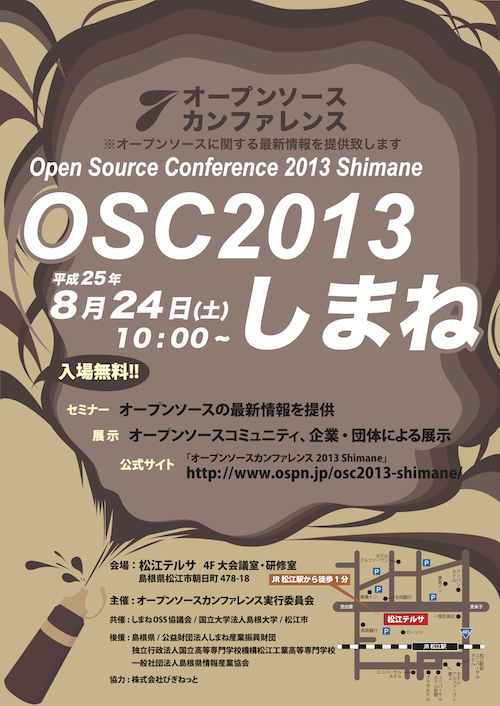 オープンソース
カンファレンス
※オープンソースに関する最新情報を提供致します
Open Source Conference 2013 Shimane
OSC2013
しまね
平成25年
8月24日(土)
10:00~
入場無料!!
セミナー オープンソースの最新情報を提供
展示 オープンソースコミュニティ、企業・団体による展示
公式サイト 「オープンソースカンファレンス 2013 Shimane」
http://www.ospn.jp/osc2013-shimane/
会場：松江テルサ 4F 大会議室・研修室
島根県松江市朝日町 478-18
JR 松江駅から徒歩 1 分
主催：オープンソースカンファレンス実行委員会
共催：しまねOSS協議会 / 国立大学法人島根大学 / 松江市
後援：島根県 / 公益財団法人しまね産業振興財団
独立行政法人国立高等専門学校機構松江工業高等専門学校
一般社団法人島根県情報産業協会
協力：株式会社びぎねっと
松江テルサ
ローソン
JR 松江駅
P
P
P
P